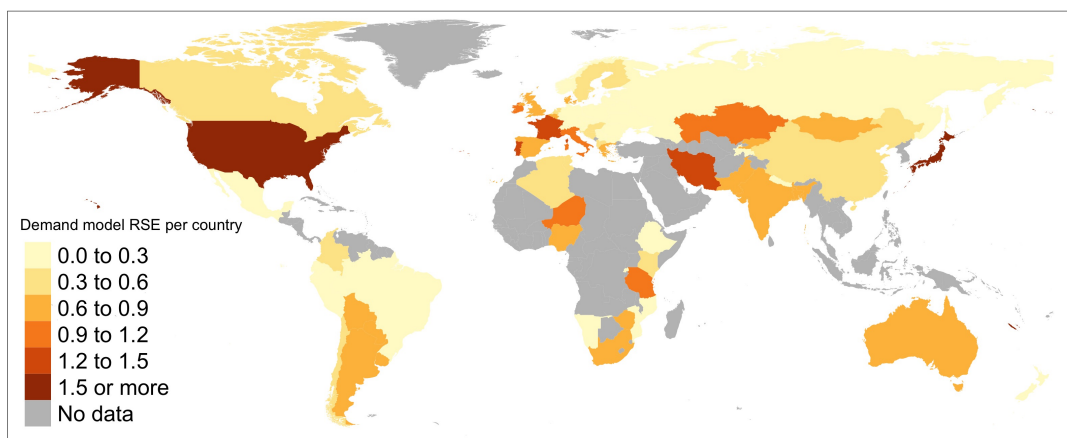 Demand model RSE per country
0.0 to 0.3
0.3 to 0.6
0.6 to 0.9
0.9 to 1.2
1.2 to 1.5
1.5 or more
No data